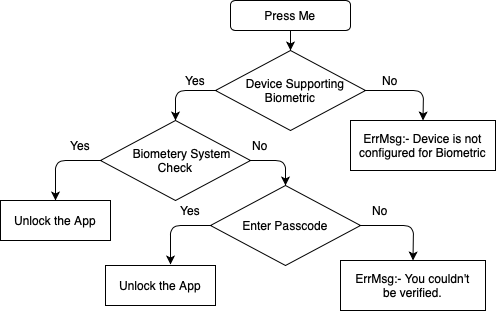 Press Me
Yes
Device Supporting
Biometric
No
ErrMsg:- Device is not
configured for Biometric
Yes
Biometery System
Check
No
Unlock the App
Yes
Enter Passcode
No
Unlock the App
ErrMsg:- You couldn't
be verified.